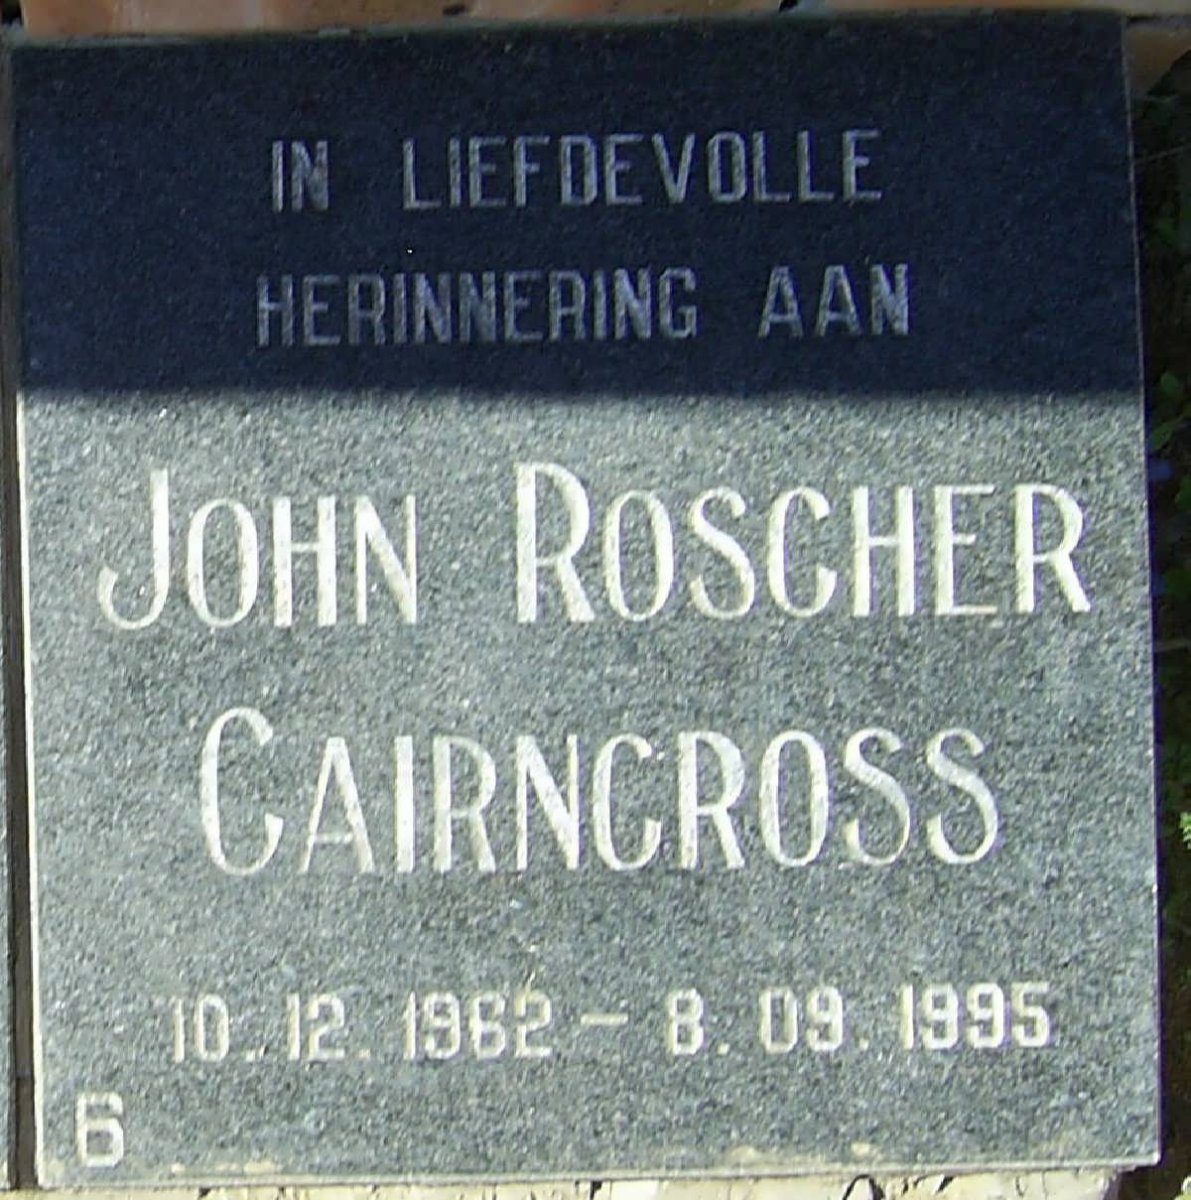 IN LIEFDEVOLLE
HERINNERING AAN
JOHN ROSCHER
CAIRNCROSS
10.12.1962 - 8.09.1995
6